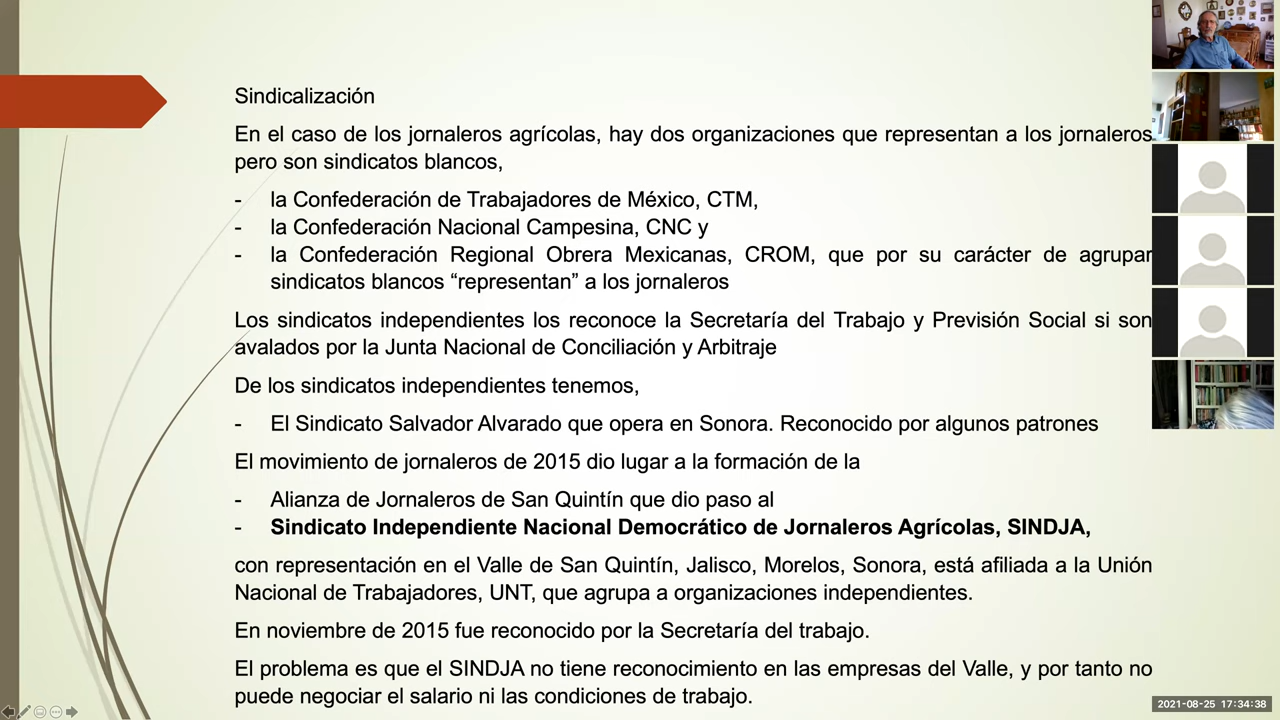 Sindicalización
En el caso de los jornaleros agrícolas, hay dos organizaciones que representan a los jornaleros
pero son sindicatos blancos,
- la Confederación de Trabajadores de México, CTM,
- la Confederación Nacional Campesina, CNC y
- la Confederación Regional Obrera Mexicanas, CROM, que por su carácter de agrupar
sindicatos blancos “representan” a los jornaleros
Los sindicatos independientes los reconoce la Secretaría del Trabajo y Previsión Social si son
avalados por la Junta Nacional de Conciliación y Arbitraje
De los sindicatos independientes tenemos,
- El Sindicato Salvador Alvarado que opera en Sonora. Reconocido por algunos patrones
El movimiento de jornaleros de 2015 dio lugar a la formación de la
- Alianza de Jornaleros de San Quintín que dio paso al
- Sindicato Independiente Nacional Democrático de Jornaleros Agrícolas, SINDJA,
con representación en el Valle de San Quintín, Jalisco, Morelos, Sonora, está afiliada a la Unión
Nacional de Trabajadores, UNT, que agrupa a organizaciones independientes.
En noviembre de 2015 fue reconocido por la Secretaría del trabajo.
El problema es que el SINDJA no tiene reconocimiento en las empresas del Valle, y por tanto no
puede negociar el salario ni las condiciones de trabajo.
2021-08-25 17:34:38